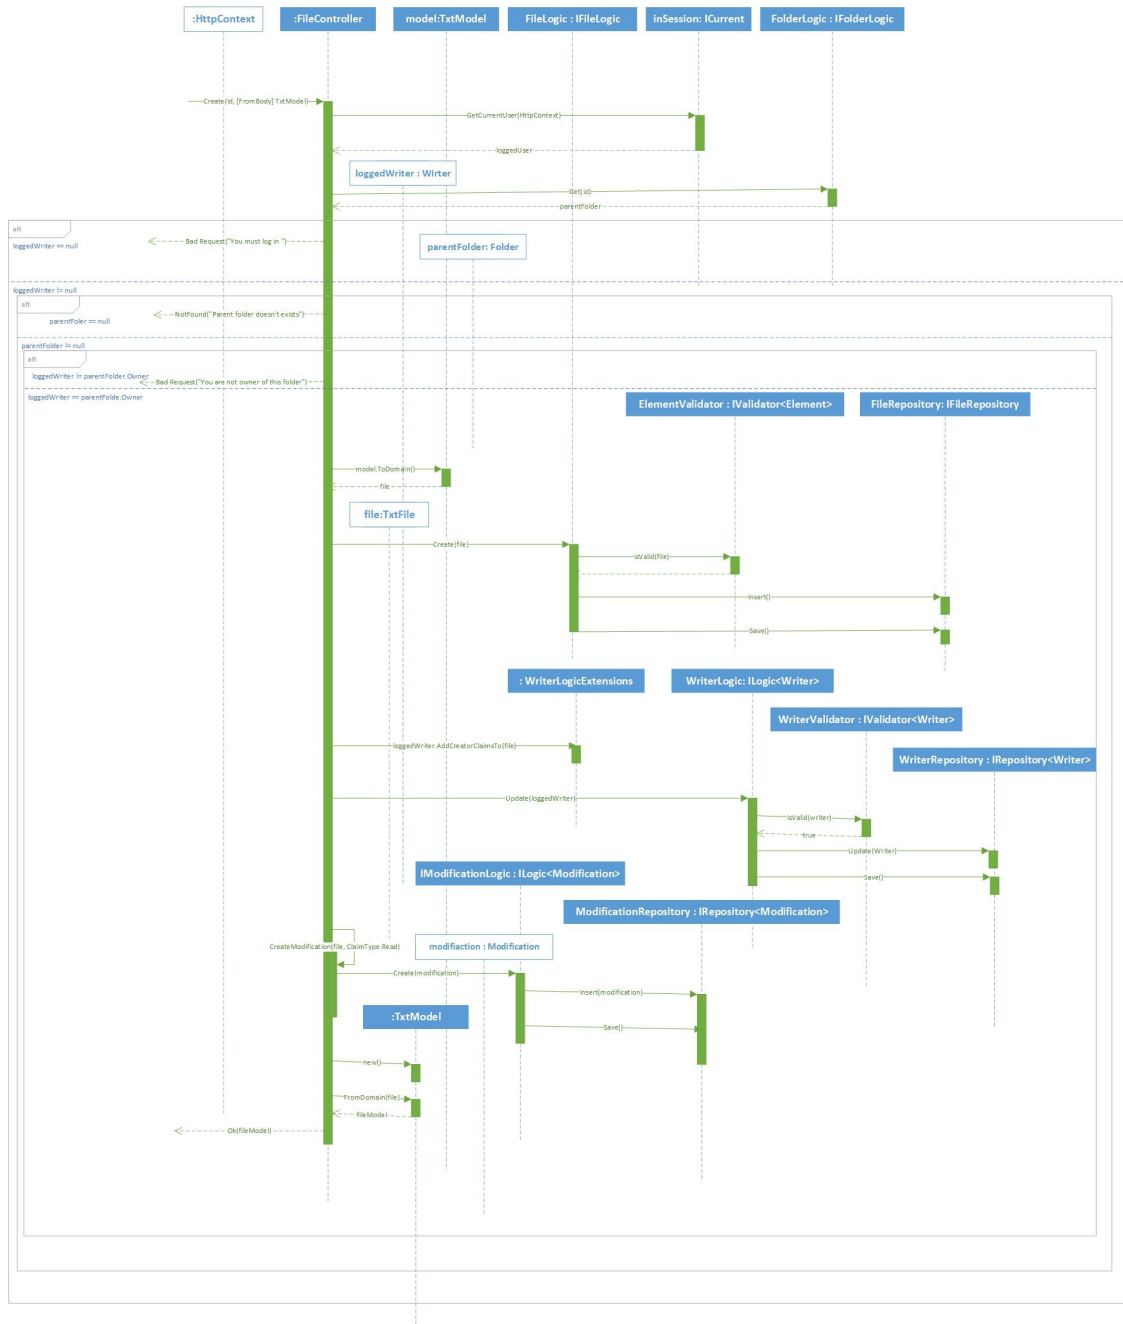 :HttpContext
:FileController
model:TxtModel
FileLogic : IFileLogic
inSession: ICurrent
FolderLogic : IFolderLogic
Create(id, [FromBody] TxtModel)
GetCurrentUser(HttpContext)
loggedUser
loggedWriter : Wirter
Get(id)
parentFolder
alt
loggedWriter == null
Bad Request("You must log in ")
parentFolder: Folder
loggedWriter != null
alt
parentFoler == null
NotFound("Parent folder doesn't exists")
parentFolder != null
alt
loggedWriter != parentFolder.Owner
Bad Request("You are not owner of this folder")
loggedWriter == parentFolde.Owner
ElementValidator : IValidator<Element>
FileRepository: IFileRepository
model.ToDomain()
file
file:TxtFile
Create(file)
isValid(file)
Insert()
Save()
: WriterLogicExtensions
WriterLogic: ILogic<Writer>
WriterValidator : IValidator<Writer>
loggedWriter.AddCreatorClaimsTo(file)
WriterRepository : IRepository<Writer>
Update(loggedWriter)
isValid(writer)
true
Update(Writer)
Save()
IModificationLogic : ILogic<Modification>
ModificationRepository : IRepository<Modification>
CreateModification(file, ClaimType.Read)
modifiaction : Modification
Create(modification)
Insert(modification)
:TxtModel
Save()
new()
FromDomain(file)
fileModel
Ok(fileModel)